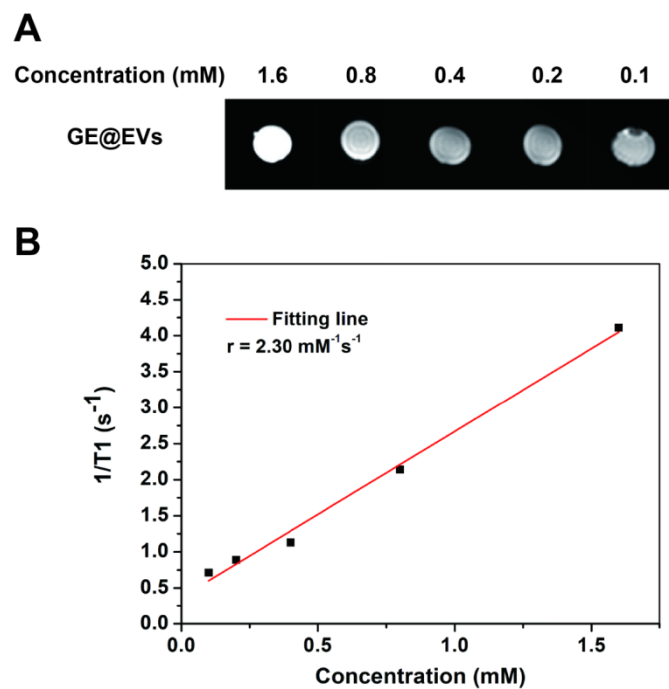 A
Concentration (mM) 1.6 0.8 0.4 0.2 0.1
GE@EVs
B
5.0
4.5
4.0
3.5
3.0
2.5
2.0
1.5
1.0
0.5
0.0
1/T1 (s⁻¹)
Fitting line
r = 2.30 mM⁻¹s⁻¹
0.0 0.5 1.0 1.5
Concentration (mM)